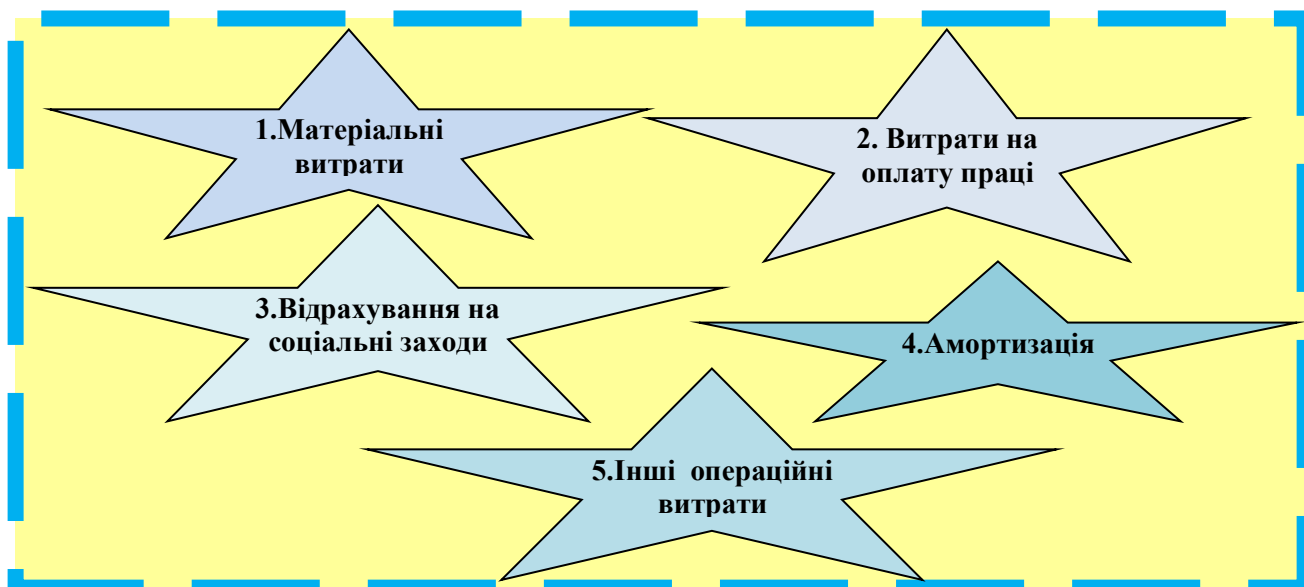 1.Матеріальні
витрати
2. Витрати на
оплату праці
3.Відрахування на
соціальні заходи
4.Амортизація
5.Інші  операційні
витрати